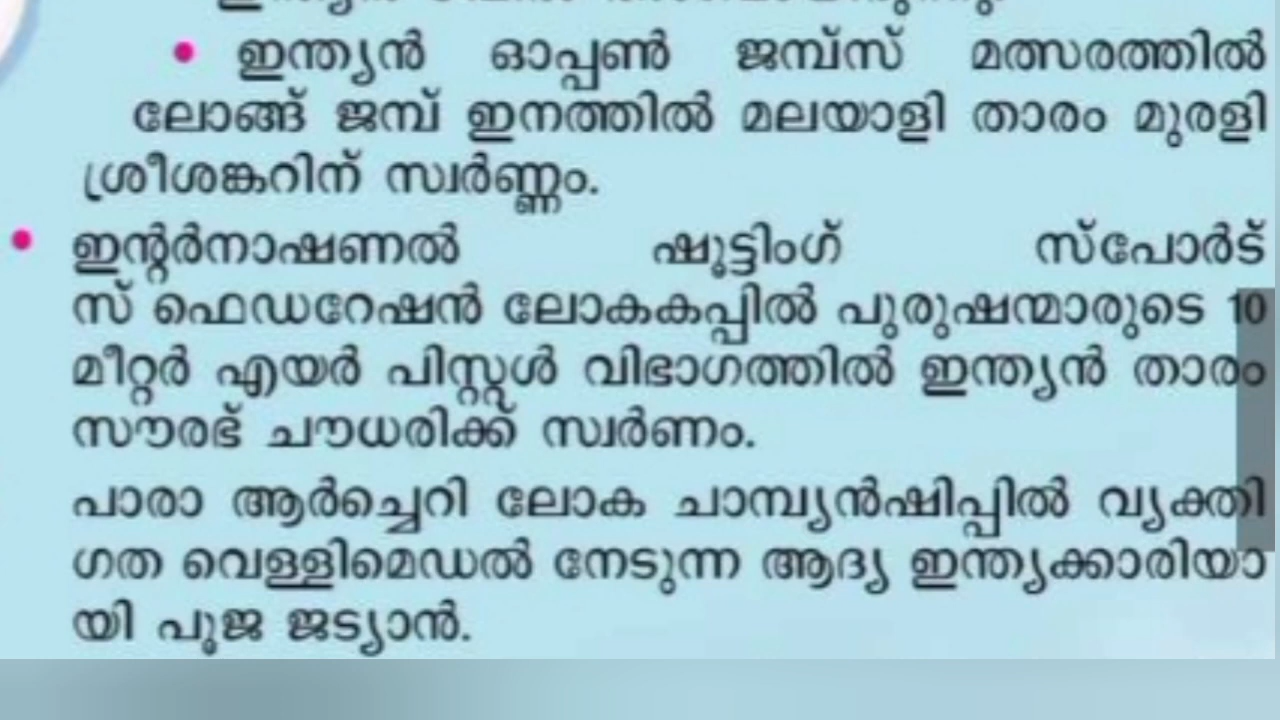 • ഇന്ത്യൻ ഓപ്പൺ ജമ്പ്സ് മത്സരത്തിൽ
ലോങ്ങ് ജമ്പ് ഇനത്തിൽ മലയാളി താരം മുരളി
ശ്രീശങ്കറിന് സ്വർണ്ണം.
• ഇന്റർനാഷണൽ ഷൂട്ടിംഗ് സ്പോർട്
സ് ഫെഡറേഷൻ ലോകകപ്പിൽ പുരുഷന്മാരുടെ 10
മീറ്റർ എയർ പിസ്റ്റൾ വിഭാഗത്തിൽ ഇന്ത്യൻ താരം
സൗരഭ് ചൗധരിക്ക് സ്വർണം.
പാരാ ആർച്ചെറി ലോക ചാമ്പ്യൻഷിപ്പിൽ വ്യക്തി
ഗത വെള്ളിമെഡൽ നേടുന്ന ആദ്യ ഇന്ത്യക്കാരിയാ
യി പൂജ ജട്യാൻ.